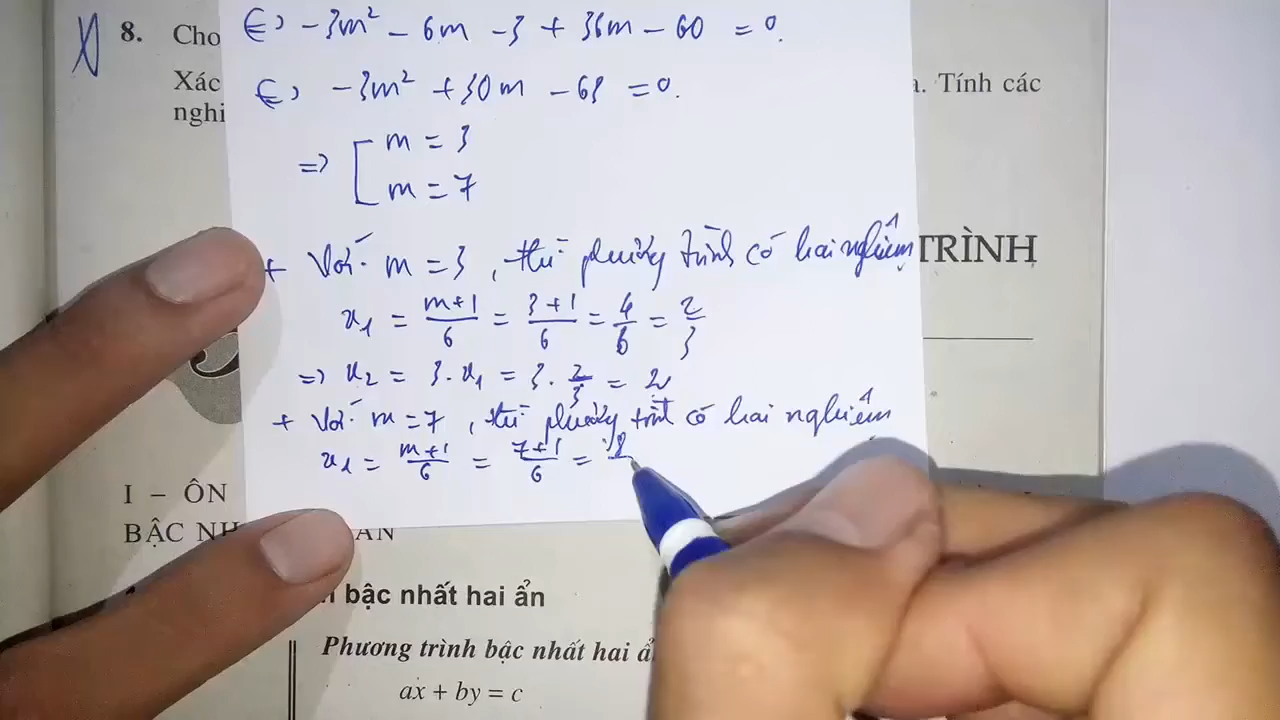 8. Cho
Xác
nghi
ı. Tính các
⇔ -3m² - 6m - 3 + 36m - 60 = 0.
⇔ -3m² + 30m - 63 = 0.
=> [ m = 3
m = 7
TRÌNH
+ Với m = 3, thì phương trình có hai nghiệm
x₁ = (m+1)/6 = (3+1)/6 = 4/6 = 2/3
=> x₂ = 3.x₁ = 3.2/3 = 2
+ Với m = 7, thì phương trình có hai nghiệm
x₁ = (m+1)/6 = (7+1)/6 = 8
I – ÔN
BẬC NH
ẨN
bậc nhất hai ẩn
Phương trình bậc nhất hai ẩ
ax + by = c